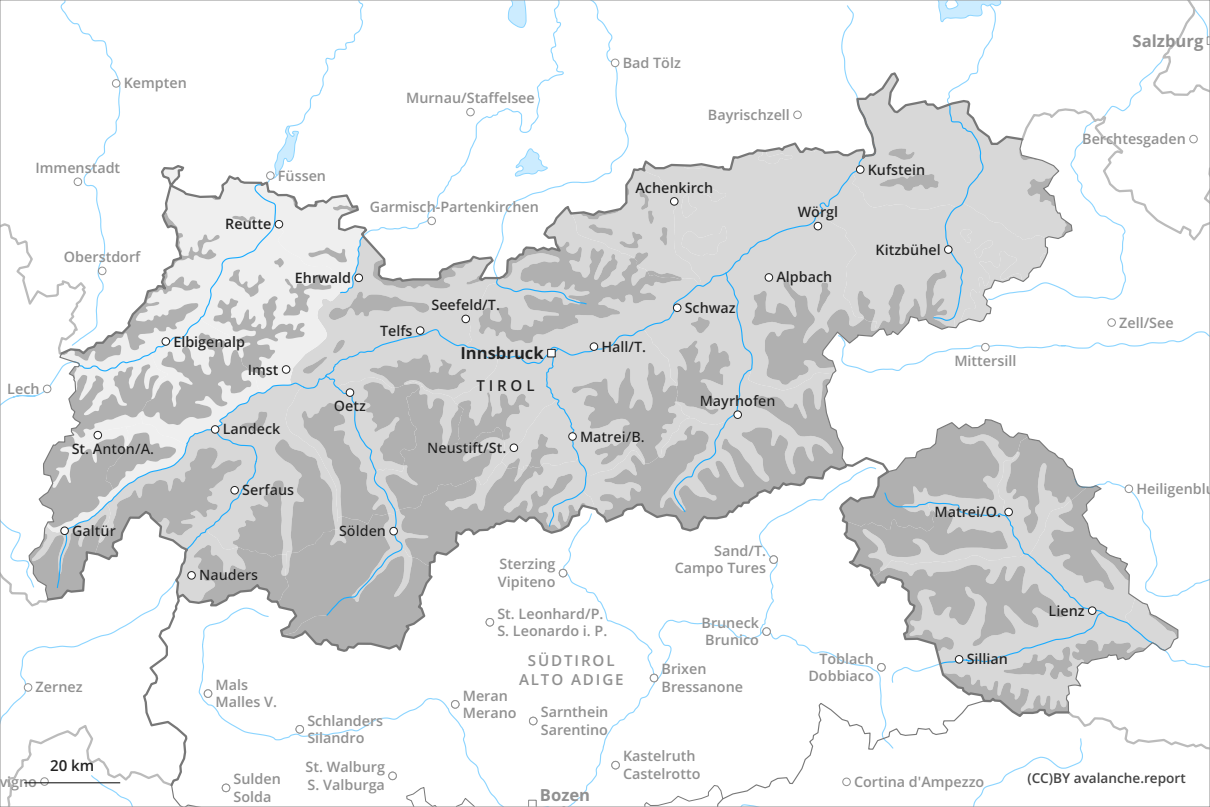 Salzburg
Bad Tölz
Kempten
Murnau/Staffelsee
Bayrischzell
Berchtesgaden
Immenstadt
Füssen
Kufstein
Achenkirch
Garmisch-Partenkirchen
Wörgl
Reutte
Kitzbühel
Oberstdorf
Ehrwald
Alpbach
Seefeld/T.
Schwaz
Zell/See
Telfs
Elbigenalp
Innsbruck
Hall/T.
Mittersill
Imst
TIROL
Lech
Oetz
Mayrhofen
Landeck
Matrei/B.
St. Anton/A.
Neustift/St.
Serfaus
Heiligenblu
Matrei/O.
Galtür
Sölden
Sand/T.
Campo Tures
Sterzing
Vipiteno
Nauders
Lienz
St. Leonhard/P.
S. Leonardo i. P.
Bruneck
Brunico
SÜDTIROL
ALTO ADIGE
Toblach
Dobbiaco
Sillian
Brixen
Bressanone
Zernez
Mals
Malles V.
Meran
Merano
Sarnthein
Sarentino
Schlanders
Silandro
Kastelruth
Castelrotto
20 km
St. Walburg
S. Valburga
vigno
Sulden
Solda
Cortina d'Ampezzo
(CC)BY avalanche.report
Bozen